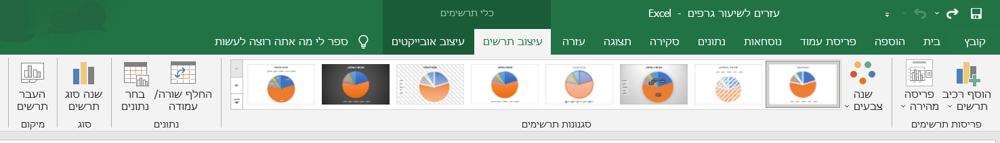 עזרים לשיעור גרפים - Excel
כלי תרשימים
קובץ בית הוספה פריסת עמוד נוסחאות נתונים סקירה תצוגה עזרה עיצוב תרשים עיצוב אובייקטים ספר לי מה אתה רוצה לעשות
הוסף רכיב תרשים
פריסה מהירה
פריסות תרשימים
שנה צבעים
סגנונות תרשימים
החלף שורה/עמודה
בחר נתונים
נתונים
שנה סוג תרשים
סוג
העבר תרשים
מיקום